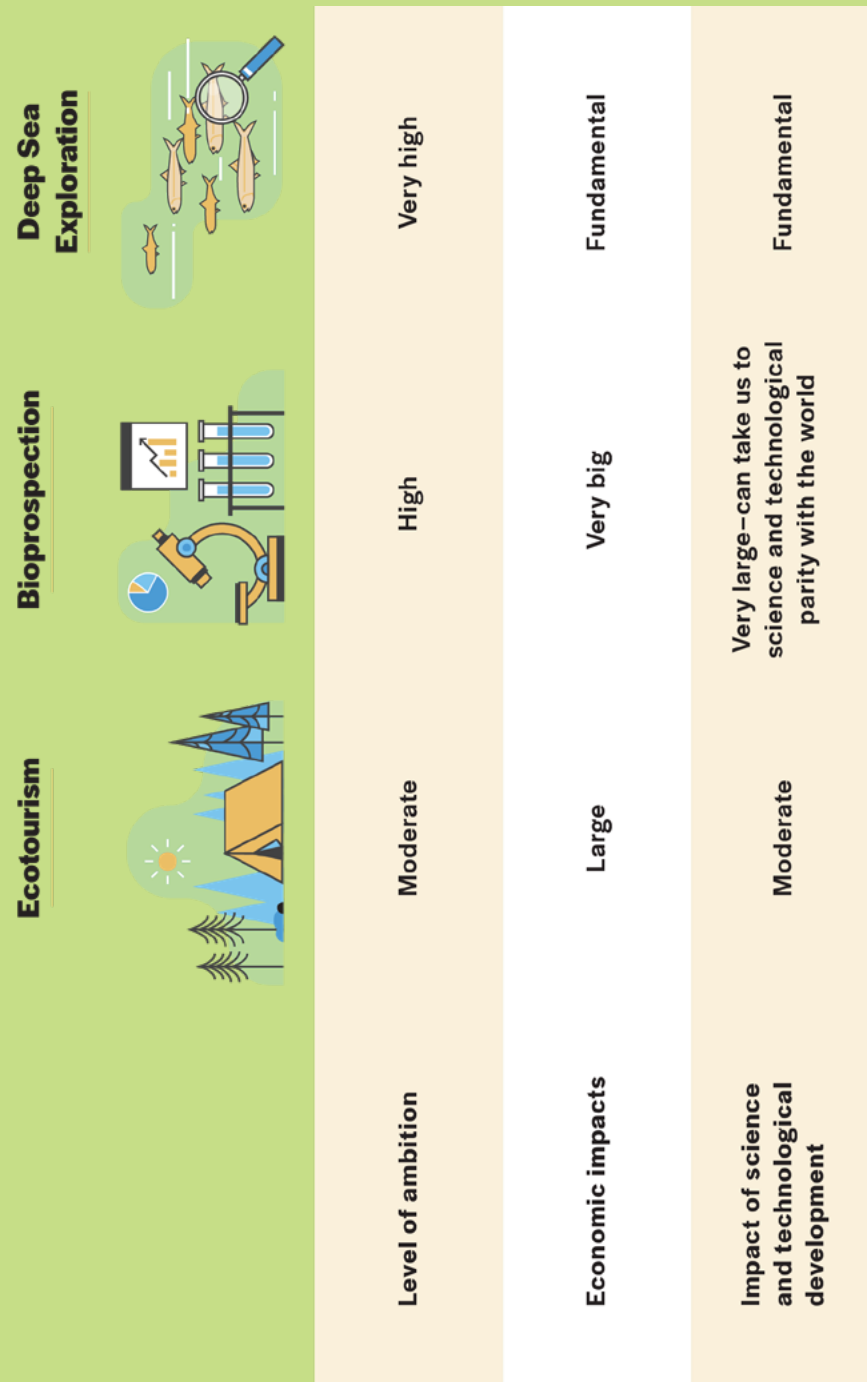 Ecotourism
Bioprospection
Deep Sea
Exploration
Level of ambition
Moderate
High
Very high
Economic impacts
Large
Very big
Fundamental
Impact of science
and technological
development
Moderate
Very large–can take us to
science and technological
parity with the world
Fundamental